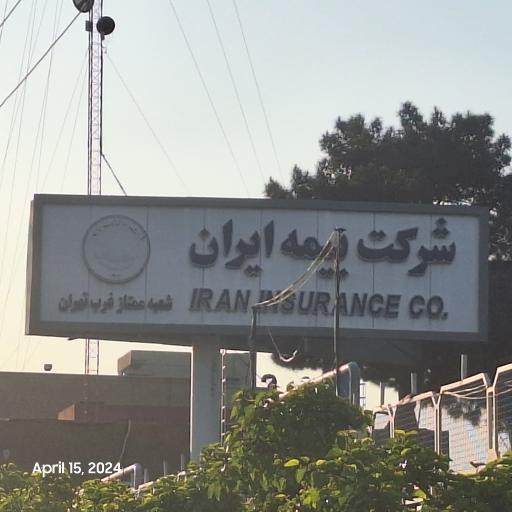 شرکت بیمه ایران
IRAN INSURANCE CO.
شعبه ممتاز غرب تهران
April 15, 2024